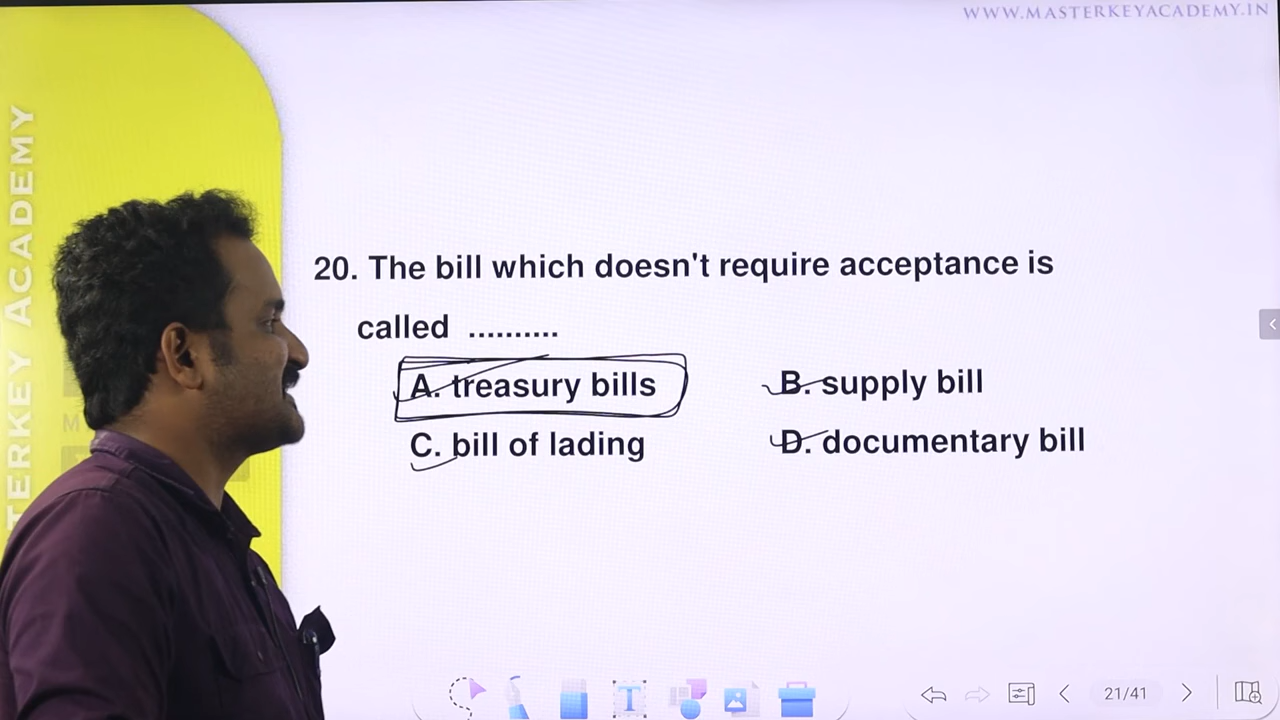 WWW.MASTERKEYACADEMY.IN
TERKEY ACADEMY
20. The bill which doesn't require acceptance is
called ..........
A. treasury bills
B. supply bill
C. bill of lading
D. documentary bill
T
21/41